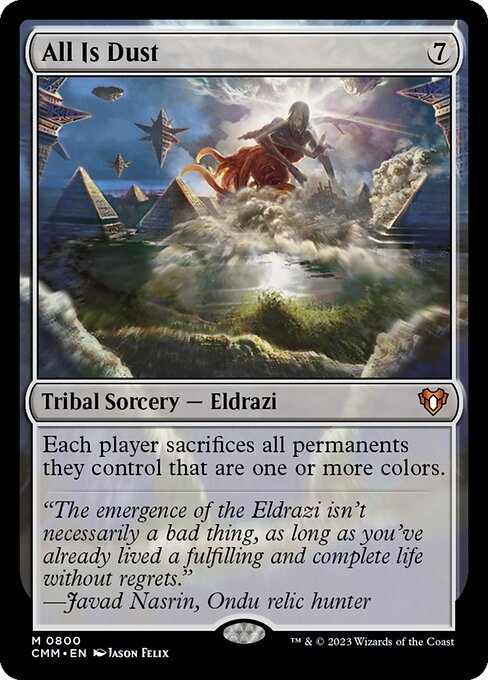 All Is Dust 7
Tribal Sorcery — Eldrazi
Each player sacrifices all permanents
they control that are one or more colors.
“The emergence of the Eldrazi isn’t
necessarily a bad thing, as long as you’ve
already lived a fulfilling and complete life
without regrets.”
—Javad Nasrin, Ondu relic hunter
M 0800
CMM • EN Jason Felix
™ & © 2023 Wizards of the Coast